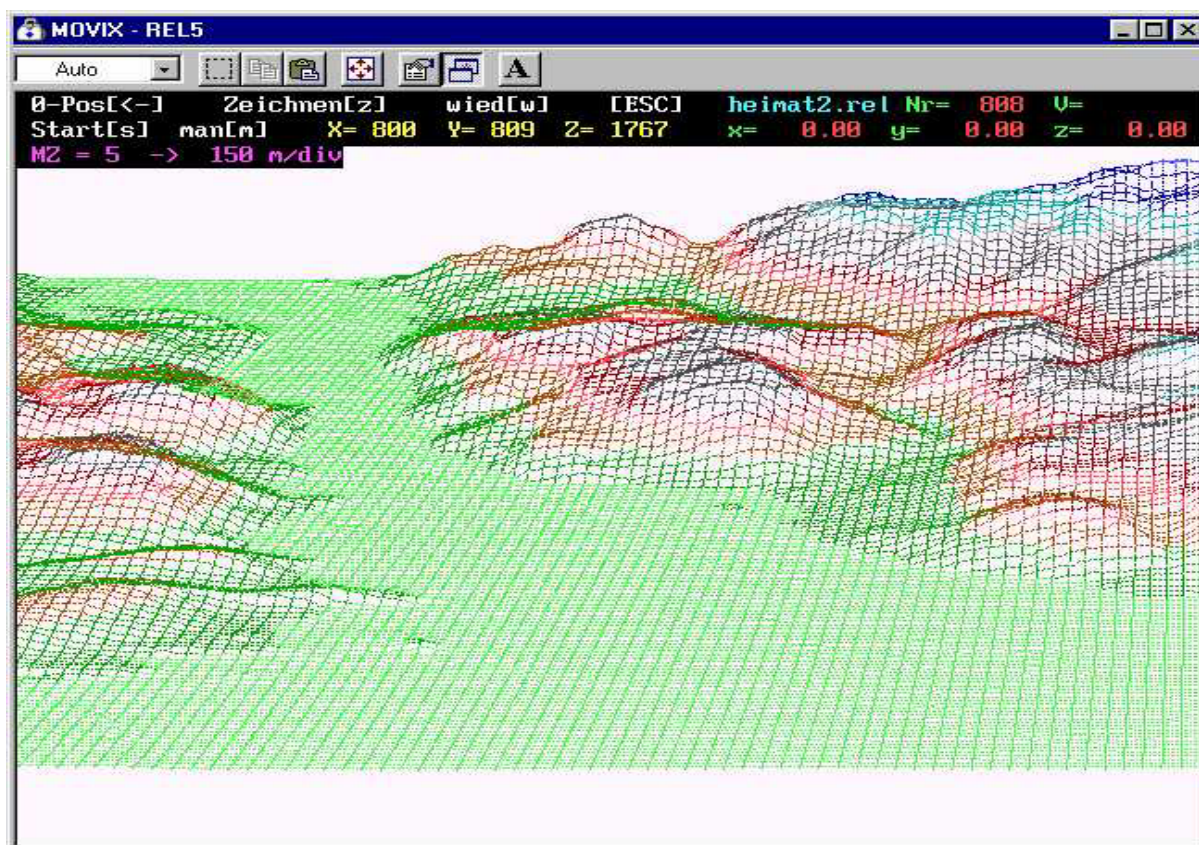 MOVIX - REL5
Auto A
0-Pos[<-] Zeichnen[z] wied[w] [ESC] heimat2.rel Nr= 808 V=
Start[s] man[m] X= 800 Y= 809 Z= 1767 x= 0.00 y= 0.00 z= 0.00
MZ = 5 -> 150 m/div